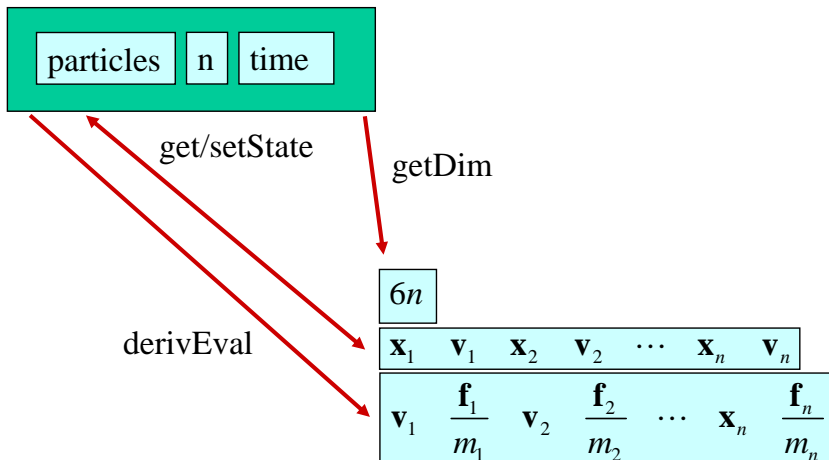 particles n time
get/setState
getDim
6n
derivEval
x₁ v₁ x₂ v₂ ⋯ xₙ vₙ
v₁ f₁/m₁ v₂ f₂/m₂ ⋯ xₙ fₙ/mₙ